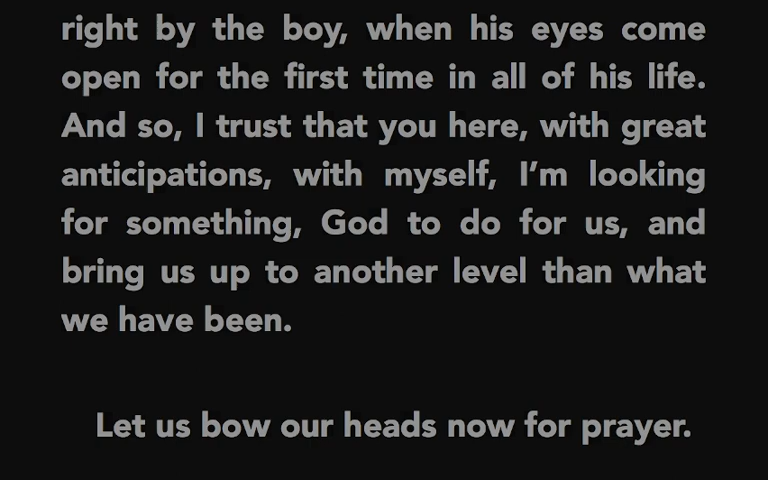 right by the boy, when his eyes come
open for the first time in all of his life.
And so, I trust that you here, with great
anticipations, with myself, I’m looking
for something, God to do for us, and
bring us up to another level than what
we have been.
Let us bow our heads now for prayer.